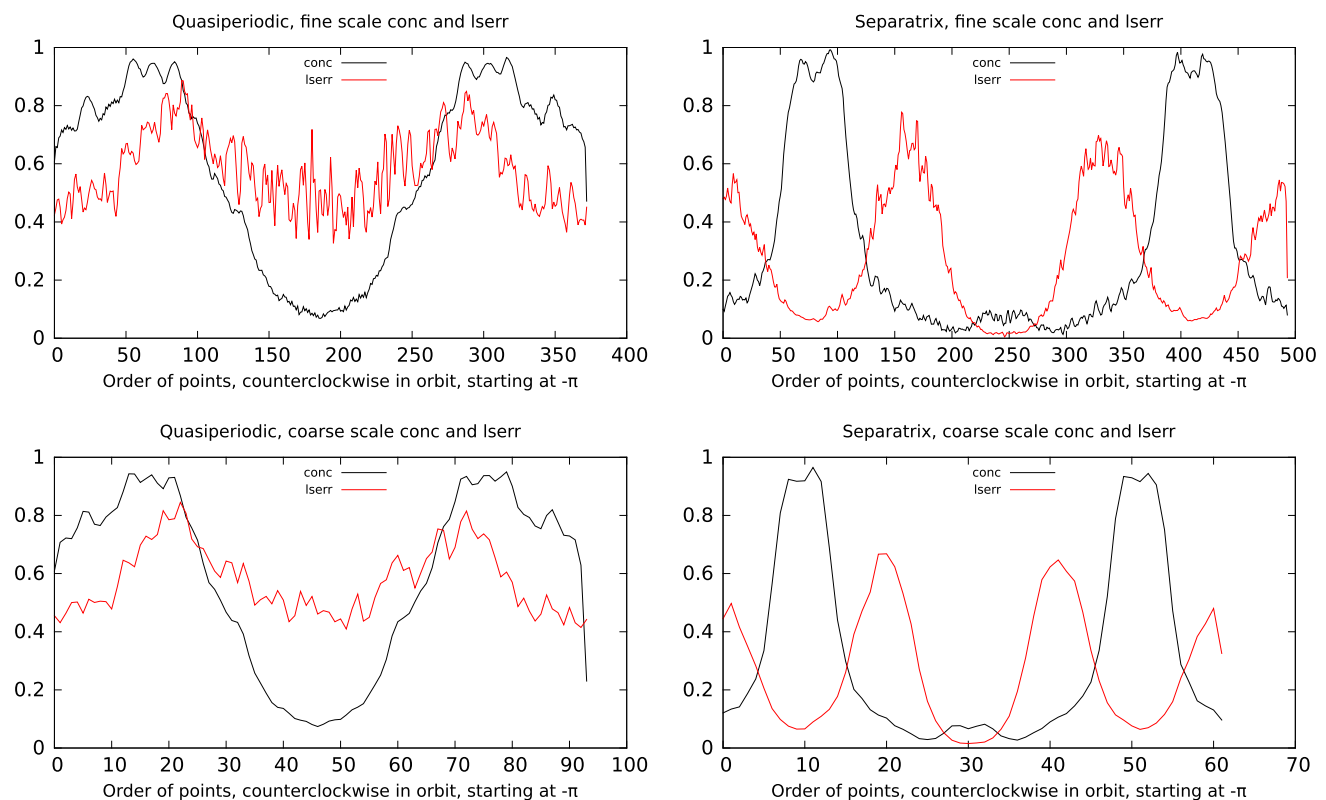 Quasiperiodic, fine scale conc and lserr
1
0.8
0.6
0.4
0.2
0
conc
lserr
0 50 100 150 200 250 300 350 400
Order of points, counterclockwise in orbit, starting at -π
Separatrix, fine scale conc and lserr
1
0.8
0.6
0.4
0.2
0
conc
lserr
0 50 100 150 200 250 300 350 400 450 500
Order of points, counterclockwise in orbit, starting at -π
Quasiperiodic, coarse scale conc and lserr
1
0.8
0.6
0.4
0.2
0
conc
lserr
0 10 20 30 40 50 60 70 80 90 100
Order of points, counterclockwise in orbit, starting at -π
Separatrix, coarse scale conc and lserr
1
0.8
0.6
0.4
0.2
0
conc
lserr
0 10 20 30 40 50 60 70
Order of points, counterclockwise in orbit, starting at -π